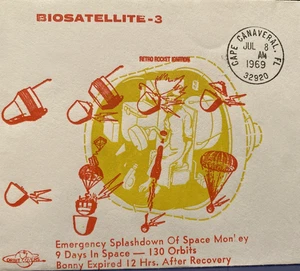 BIOSATELLITE-3
RETRO ROCKET IGNITION
CAPE CANAVERAL, FL
JUL 8
AM
1969
32920
Emergency Splashdown Of Space Mon'ey
9 Days In Space — 130 Orbits
Bonny Expired 12 Hrs. After Recovery